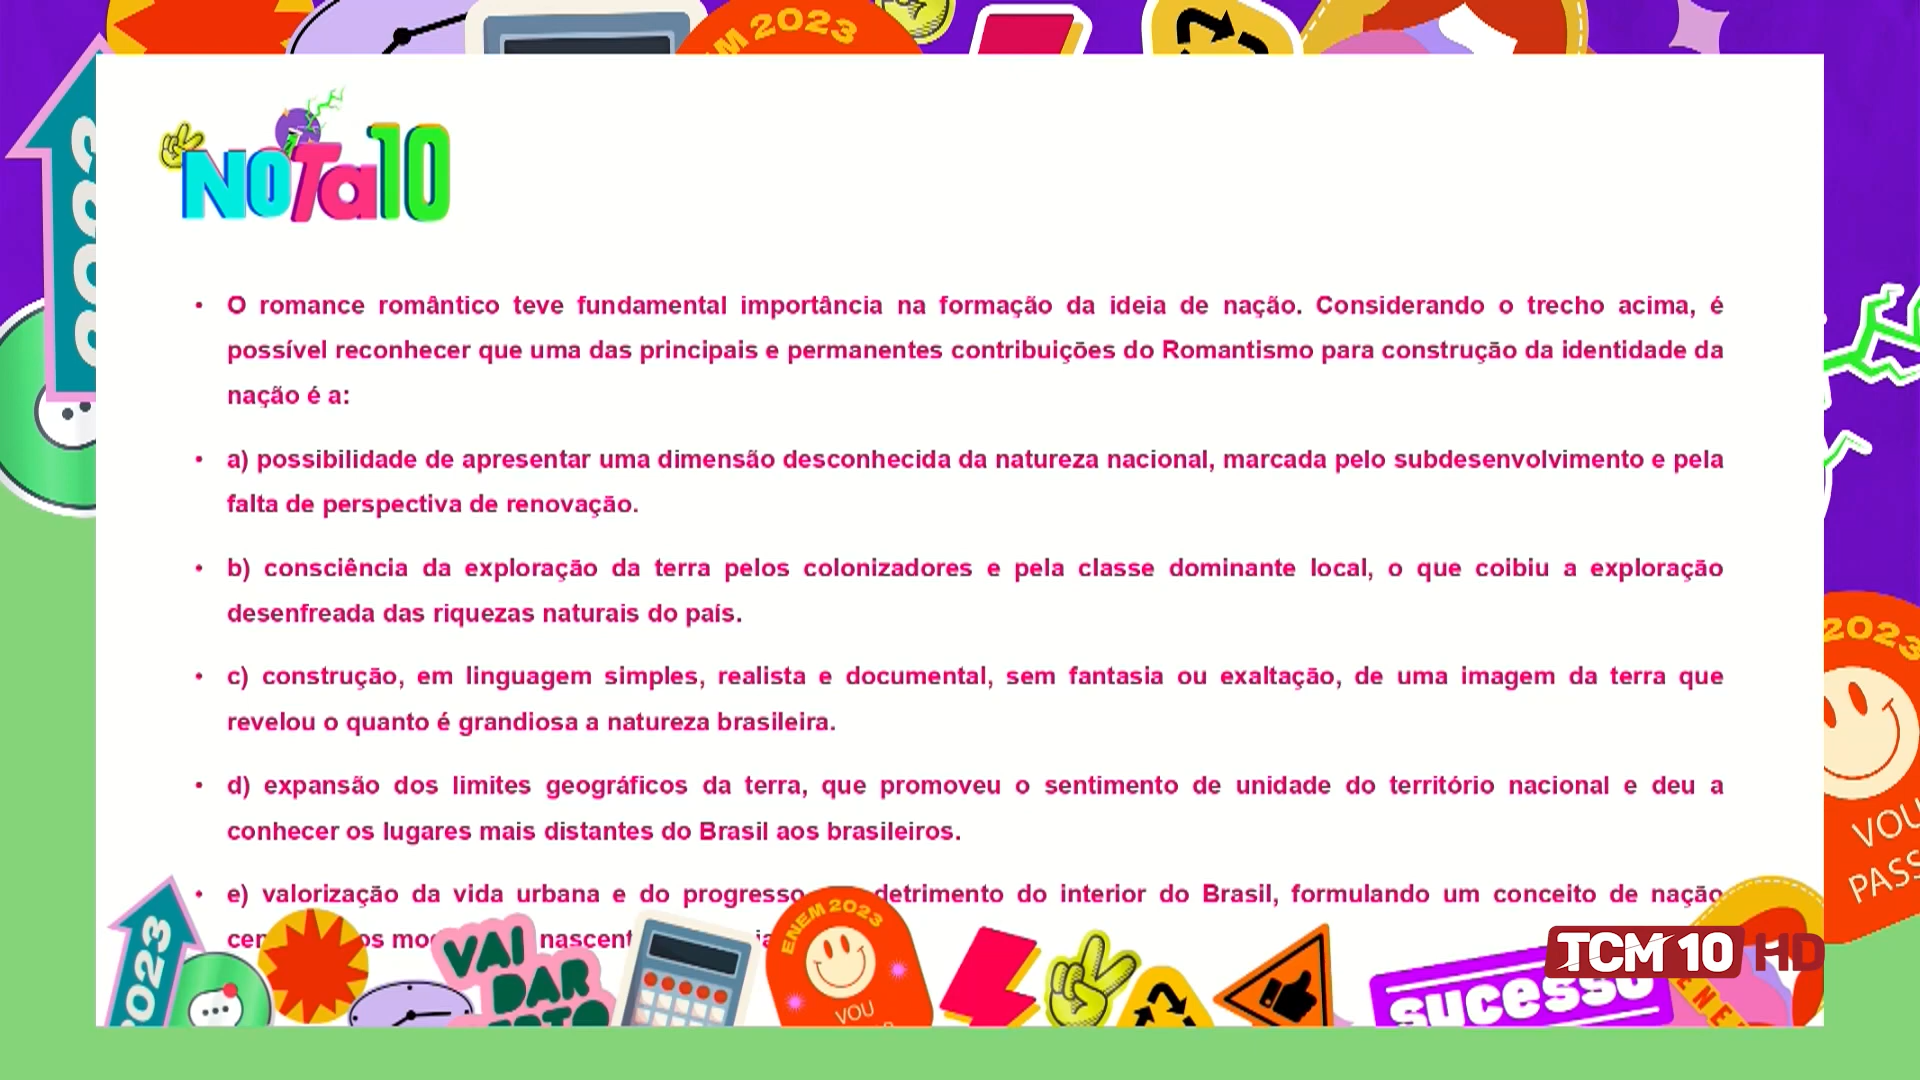 ENEM 2023
2023
NoTa10
• O romance romântico teve fundamental importância na formação da ideia de nação. Considerando o trecho acima, é
possível reconhecer que uma das principais e permanentes contribuições do Romantismo para construção da identidade da
nação é a:
• a) possibilidade de apresentar uma dimensão desconhecida da natureza nacional, marcada pelo subdesenvolvimento e pela
falta de perspectiva de renovação.
• b) consciência da exploração da terra pelos colonizadores e pela classe dominante local, o que coibiu a exploração
desenfreada das riquezas naturais do país.
• c) construção, em linguagem simples, realista e documental, sem fantasia ou exaltação, de uma imagem da terra que
revelou o quanto é grandiosa a natureza brasileira.
• d) expansão dos limites geográficos da terra, que promoveu o sentimento de unidade do território nacional e deu a
conhecer os lugares mais distantes do Brasil aos brasileiros.
• e) valorização da vida urbana e do progresso detrimento do interior do Brasil, formulando um conceito de nação
2023
VOU
PASS
2023
VAI
DAR
ENEM 2023
VOU
sucesso
TCM 10 HD